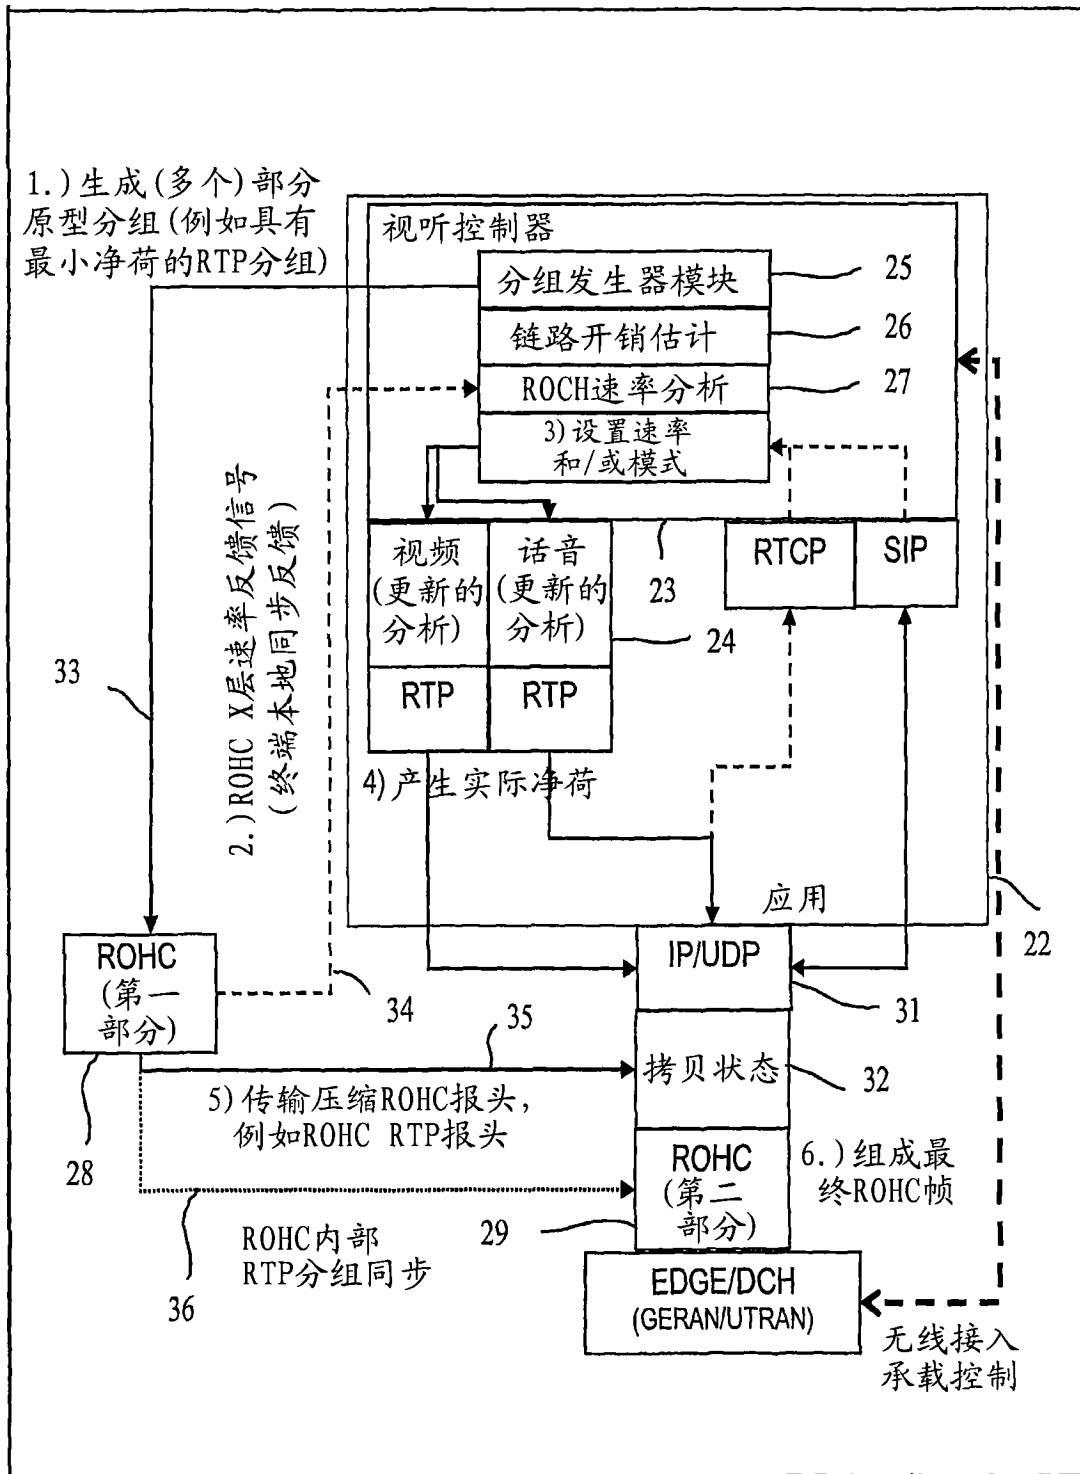 1.)生成(多个)部分
原型分组(例如具有
最小净荷的RTP分组)
视听控制器
分组发生器模块
25
链路开销估计
26
ROCH速率分析
27
3)设置速率
和/或模式
2.)ROHC X层速率反馈信号
(终端本地同步反馈)
视频
(更新的
分析)
话音
(更新的
分析)
RTCP
SIP
23
24
33
RTP
RTP
4)产生实际净荷
应用
22
ROHC
(第一
部分)
IP/UDP
34
35
31
拷贝状态
32
5)传输压缩ROHC报头,
例如ROHC RTP报头
28
ROHC
(第二
部分)
6.)组成最
终ROHC帧
29
ROHC内部
RTP分组同步
36
EDGE/DCH
(GERAN/UTRAN)
无线接入
承载控制